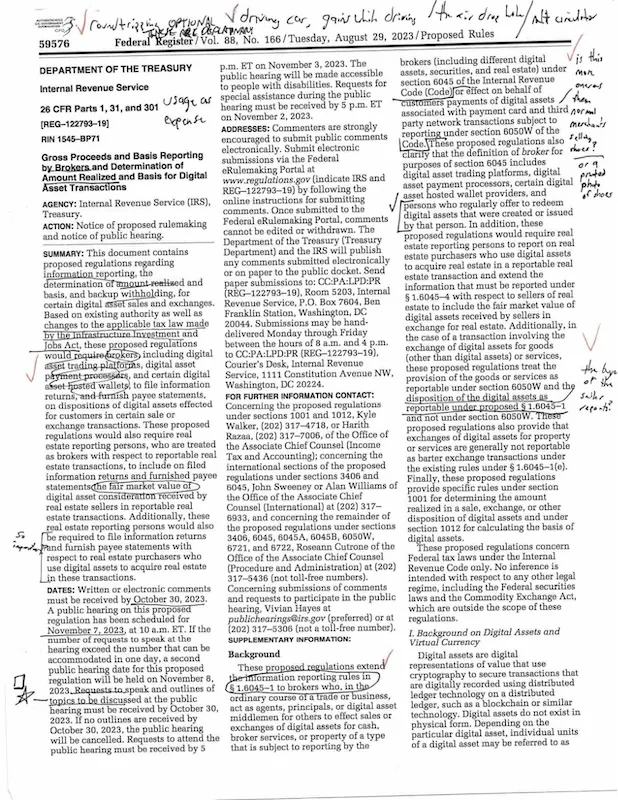 3. roundtripping OPTIONAL driving car, gains while driving / the air drop
THESE ARE
59576 Federal Register / Vol. 88, No. 166 / Tuesday, August 29, 2023 / Proposed Rules
DEPARTMENT OF THE TREASURY
Internal Revenue Service
26 CFR Parts 1, 31, and 301
usage as
expense
[REG–122793–19]
RIN 1545–BP71
Gross Proceeds and Basis Reporting
by Brokers and Determination of
Amount Realized and Basis for Digital
Asset Transactions
AGENCY: Internal Revenue Service (IRS),
Treasury.
ACTION: Notice of proposed rulemaking
and notice of public hearing.
SUMMARY: This document contains
proposed regulations regarding
information reporting, the
determination of amount realized and
basis, and backup withholding, for
certain digital asset sales and exchanges.
Based on existing authority as well as
changes to the applicable tax law made
by the Infrastructure Investment and
Jobs Act, these proposed regulations
would require brokers, including digital
asset trading platforms, digital asset
payment processors, and certain digital
asset hosted wallets, to file information
returns, and furnish payee statements,
on dispositions of digital assets effected
for customers in certain sale or
exchange transactions. These proposed
regulations would also require real
estate reporting persons, who are treated
as brokers with respect to reportable real
estate transactions, to include on filed
information returns and furnished payee
statements the fair market value of
digital asset consideration received by
real estate sellers in reportable real
estate transactions. Additionally, these
real estate reporting persons would also
be required to file information returns
and furnish payee statements with
respect to real estate purchasers who
use digital assets to acquire real estate
in these transactions.
So
DATES: Written or electronic comments
must be received by October 30, 2023.
A public hearing on this proposed
regulation has been scheduled for
November 7, 2023, at 10 a.m. ET. If the
number of requests to speak at the
hearing exceed the number that can be
accommodated in one day, a second
public hearing date for this proposed
regulation will be held on November 8,
2023. Requests to speak and outlines of
topics to be discussed at the public
hearing must be received by October 30,
2023. If no outlines are received by
October 30, 2023, the public hearing
will be cancelled. Requests to attend the
public hearing must be received by 5
p.m. ET on November 3, 2023. The
public hearing will be made accessible
to people with disabilities. Requests for
special assistance during the public
hearing must be received by 5 p.m. ET
on November 2, 2023.
ADDRESSES: Commenters are strongly
encouraged to submit public comments
electronically. Submit electronic
submissions via the Federal
eRulemaking Portal at
www.regulations.gov (indicate IRS and
REG–122793–19) by following the
online instructions for submitting
comments. Once submitted to the
Federal eRulemaking Portal, comments
cannot be edited or withdrawn. The
Department of the Treasury (Treasury
Department) and the IRS will publish
any comments submitted electronically
or on paper to the public docket. Send
paper submissions to: CC:PA:LPD:PR
(REG–122793–19), Room 5203, Internal
Revenue Service, P.O. Box 7604, Ben
Franklin Station, Washington, DC
20044. Submissions may be hand-
delivered Monday through Friday
between the hours of 8 a.m. and 4 p.m.
to CC:PA:LPD:PR (REG–122793–19),
Courier's Desk, Internal Revenue
Service, 1111 Constitution Avenue NW,
Washington, DC 20224.
FOR FURTHER INFORMATION CONTACT:
Concerning the proposed regulations
under sections 1001 and 1012, Kyle
Walker, (202) 317–4718, or Harith
Razaa, (202) 317–7006, of the Office of
the Associate Chief Counsel (Income
Tax and Accounting); concerning the
international sections of the proposed
regulations under sections 3406 and
6045, John Sweeney or Alan Williams of
the Office of the Associate Chief
Counsel (International) at (202) 317–
6933, and concerning the remainder of
the proposed regulations under sections
3406, 6045, 6045A, 6045B, 6050W,
6721, and 6722, Roseann Cutrone of the
Office of the Associate Chief Counsel
(Procedure and Administration) at (202)
317–5436 (not toll-free numbers).
Concerning submissions of comments
and requests to participate in the public
hearing, Vivian Hayes at
publichearings@irs.gov (preferred) or at
(202) 317–5306 (not a toll-free number).
SUPPLEMENTARY INFORMATION:
Background
These proposed regulations extend
the information reporting rules in
§ 1.6045–1 to brokers who, in the
ordinary course of a trade or business,
act as agents, principals, or digital asset
middlemen for others to effect sales or
exchanges of digital assets for cash,
broker services, or property of a type
that is subject to reporting by the
brokers (including different digital
assets, securities, and real estate) under
section 6045 of the Internal Revenue
Code (Code) or effect on behalf of
customers payments of digital assets
associated with payment card and third
party network transactions subject to
reporting under section 6050W of the
Code. These proposed regulations also
clarify that the definition of broker for
purposes of section 6045 includes
digital asset trading platforms, digital
asset payment processors, certain digital
asset hosted wallet providers, and
persons who regularly offer to redeem
digital assets that were created or issued
by that person. In addition, these
proposed regulations would require real
estate reporting persons to report on real
estate purchasers who use digital assets
to acquire real estate in a reportable real
estate transaction and extend the
information that must be reported under
§ 1.6045–4 with respect to sellers of real
estate to include the fair market value of
digital assets received by sellers in
exchange for real estate. Additionally, in
the case of a transaction involving the
exchange of digital assets for goods
(other than digital assets) or services,
these proposed regulations treat the
provision of the goods or services as
reportable under section 6050W and the
disposition of the digital assets as
reportable under proposed § 1.6045–1
and not under section 6050W. These
proposed regulations also provide that
exchanges of digital assets for property
or services are generally not reportable
as barter exchange transactions under
the existing rules under § 1.6045–1(e).
Finally, these proposed regulations
provide specific rules under section
1001 for determining the amount
realized in a sale, exchange, or other
disposition of digital assets and under
section 1012 for calculating the basis of
digital assets.
These proposed regulations concern
Federal tax laws under the Internal
Revenue Code only. No inference is
intended with respect to any other legal
regime, including the Federal securities
laws and the Commodity Exchange Act,
which are outside the scope of these
regulations.
I. Background on Digital Assets and
Virtual Currency
Digital assets are digital
representations of value that use
cryptography to secure transactions that
are digitally recorded using distributed
ledger technology on a distributed
ledger, such as a blockchain or similar
technology. Digital assets do not exist in
physical form. Depending on the
particular digital asset, individual units
of a digital asset may be referred to as
is this
more
onerous
than
normal
merchants
selling
shoes?
or a
printed
photo
of shoes
the buyer
or the
seller
reports?